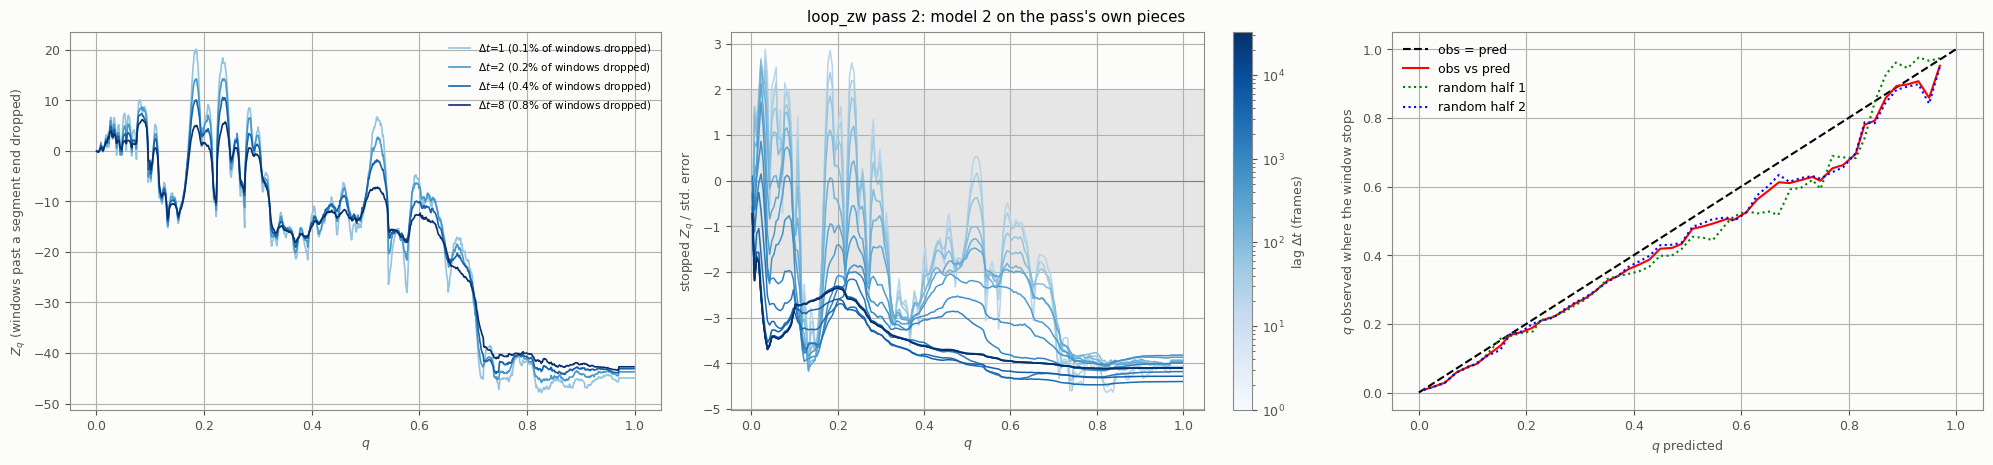 loop_zw pass 2: model 2 on the pass's own pieces
Z_q (windows past a segment end dropped)
20
10
0
−10
−20
−30
−40
−50
Δt=1 (0.1% of windows dropped)
Δt=2 (0.2% of windows dropped)
Δt=4 (0.4% of windows dropped)
Δt=8 (0.8% of windows dropped)
0.0 0.2 0.4 0.6 0.8 1.0
q
stopped Z_q / std. error
3
2
1
0
−1
−2
−3
−4
−5
0.0 0.2 0.4 0.6 0.8 1.0
q
10^4
10^3
10^2
10^1
10^0
lag Δt (frames)
q observed where the window stops
1.0
0.8
0.6
0.4
0.2
0.0
obs = pred
obs vs pred
random half 1
random half 2
0.0 0.2 0.4 0.6 0.8 1.0
q predicted